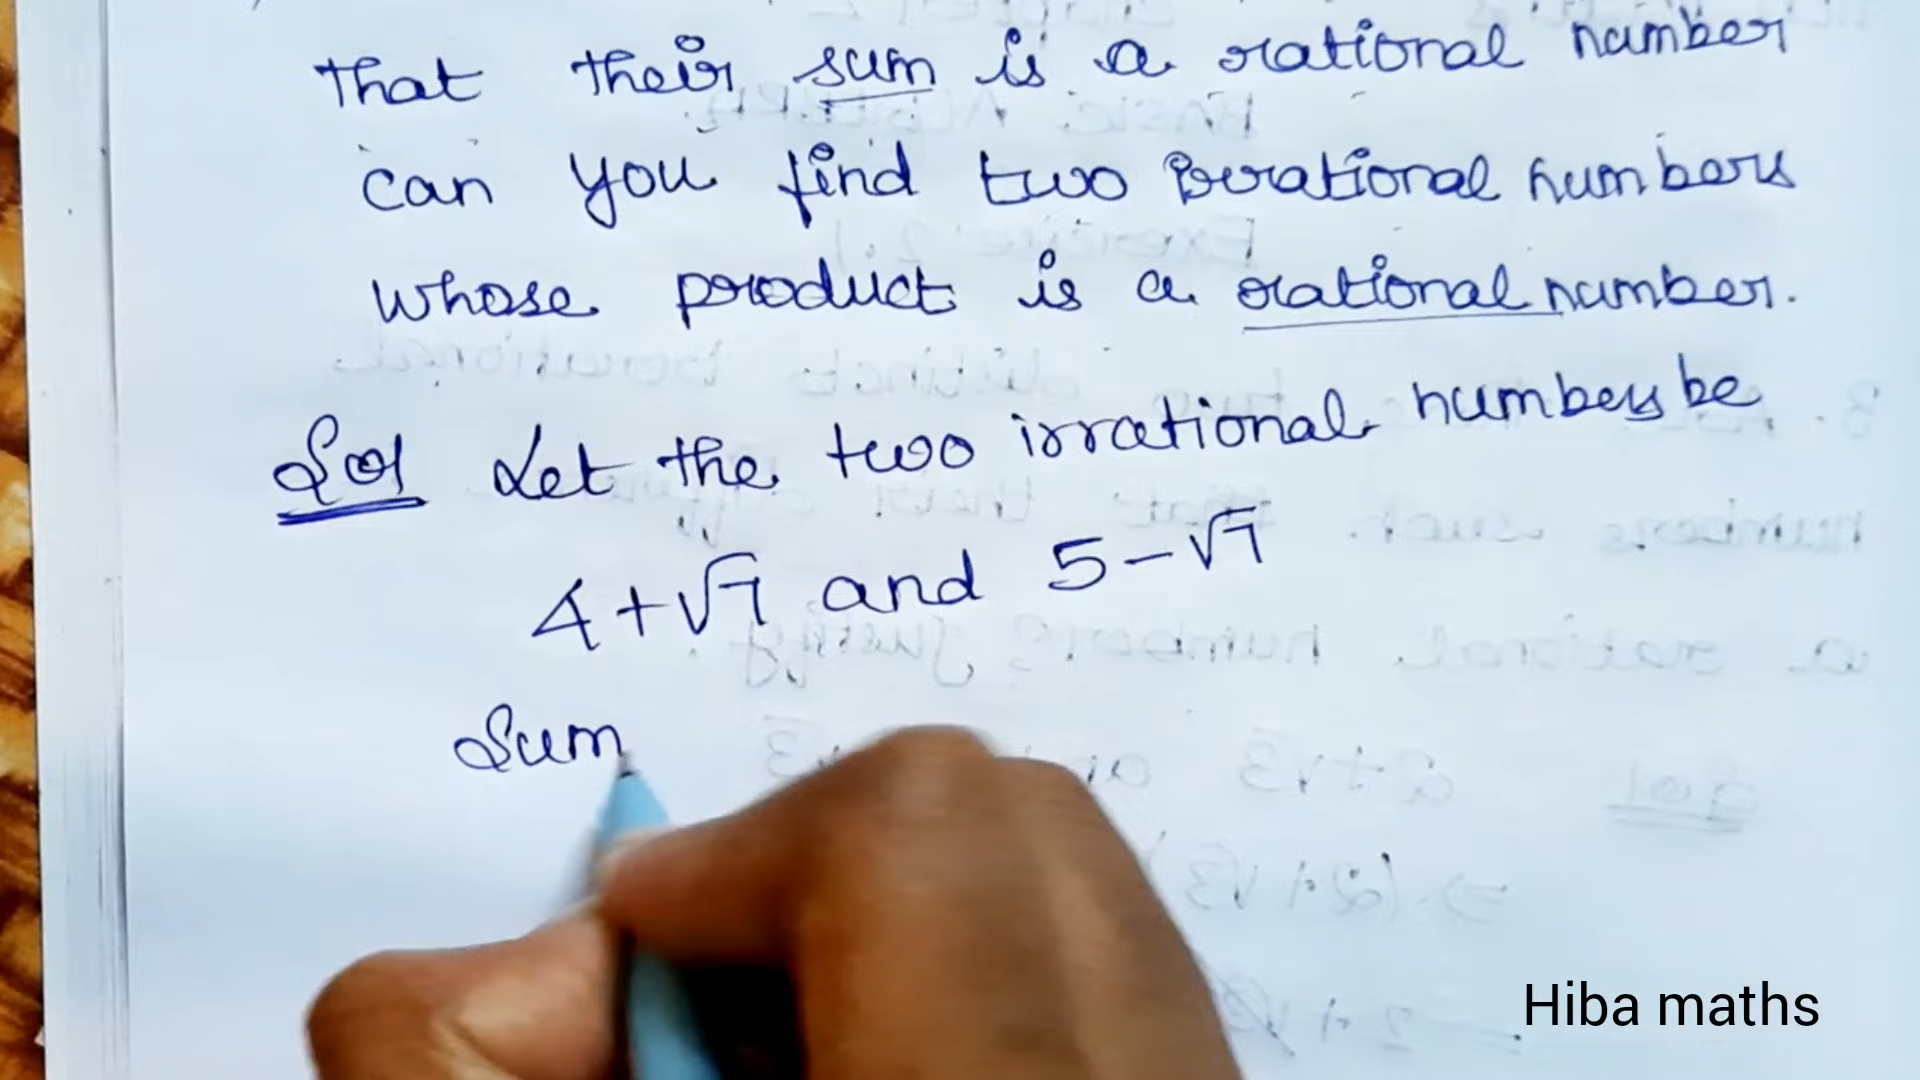 that their sum is a rational number
can you find two irrational numbers
whose product is a rational number.
Sol Let the two irrational numbers be
4+√7 and 5-√7
Sum
Hiba maths